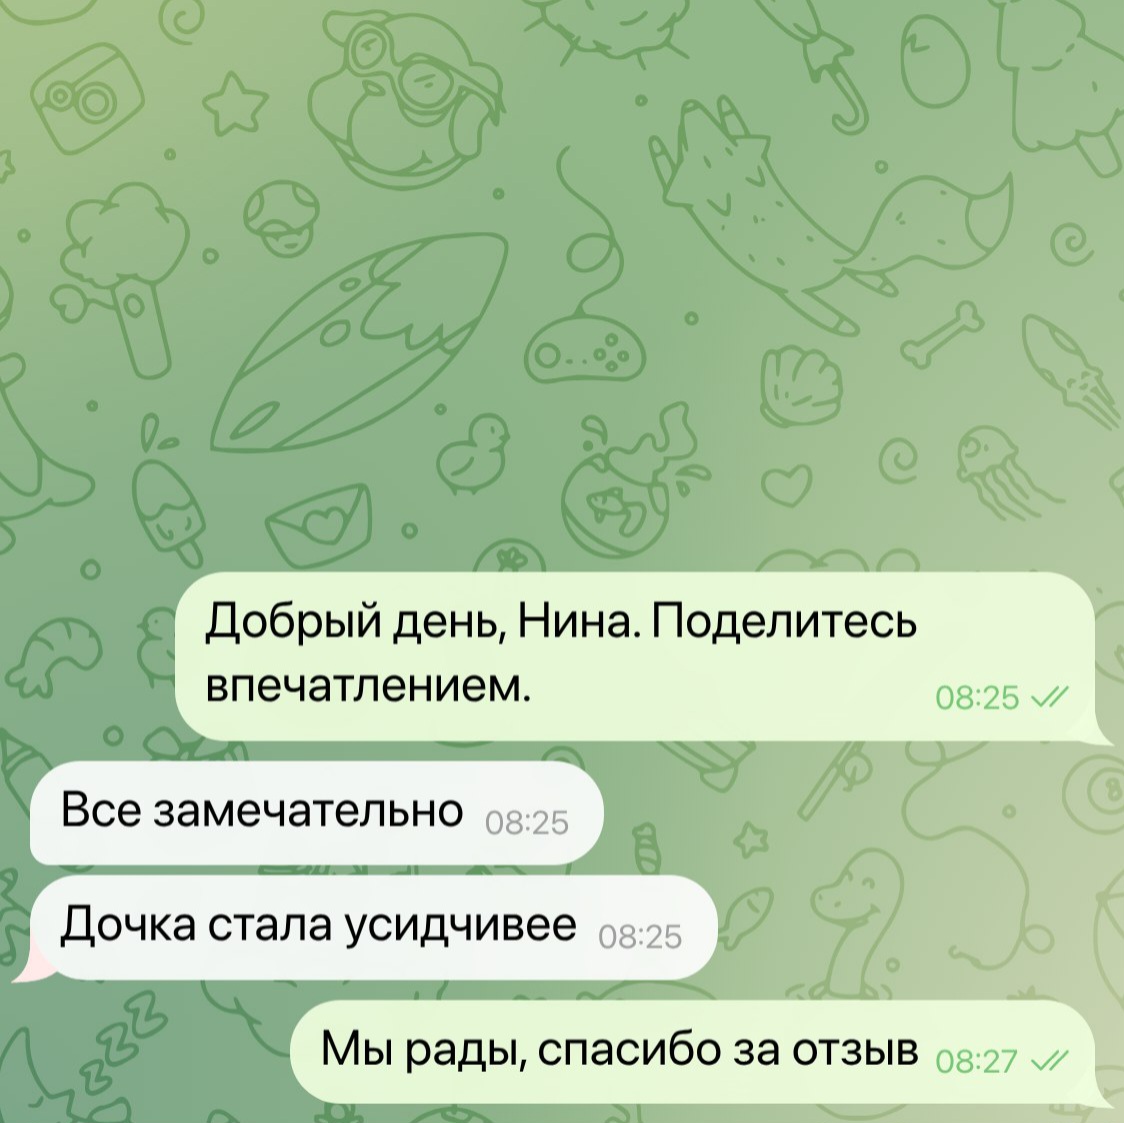 Добрый день, Нина. Поделитесь
впечатлением.
08:25
Все замечательно 08:25
Дочка стала усидчивее 08:25
Мы рады, спасибо за отзыв 08:27